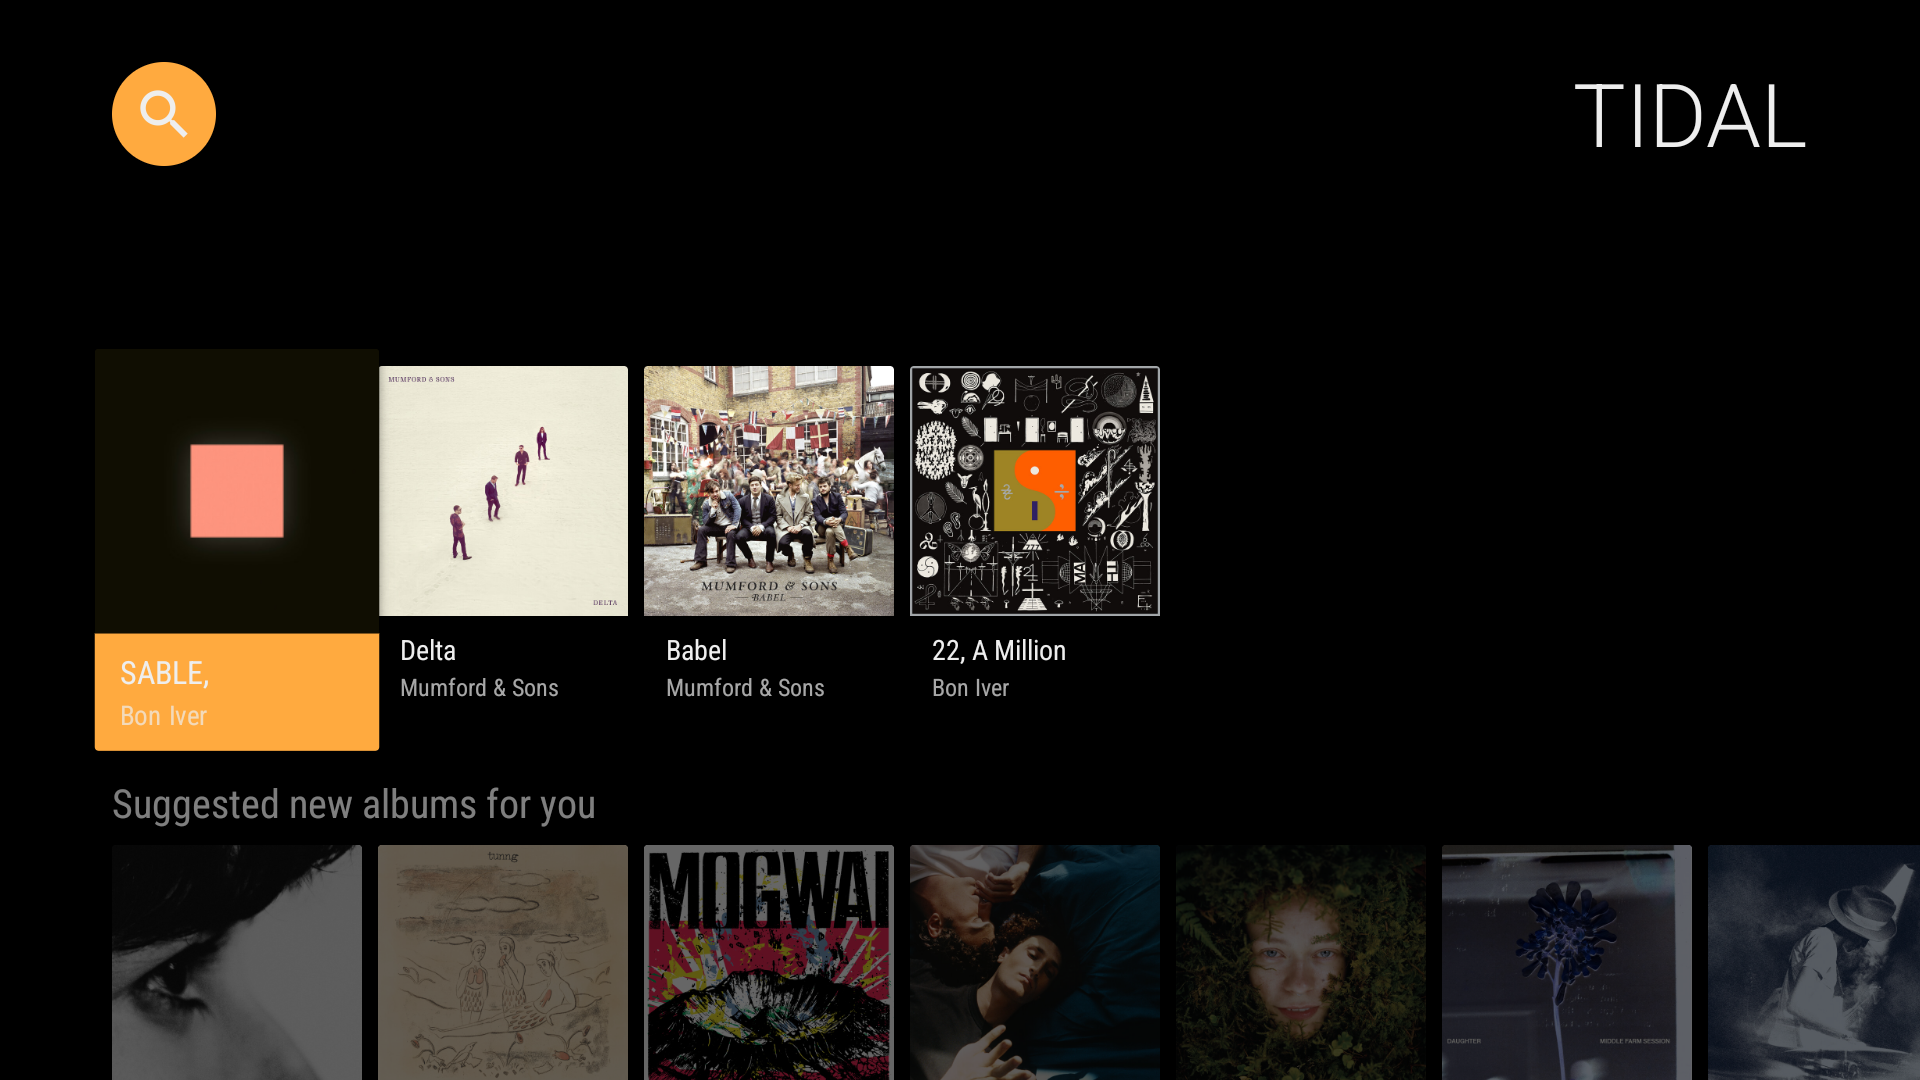 TIDAL
MUMFORD & SONS
DELTA
MUMFORD & SONS
BABEL
SABLE,
Bon Iver
Delta
Mumford & Sons
Babel
Mumford & Sons
22, A Million
Bon Iver
Suggested new albums for you
tunng
MOGWAI
DAUGHTER
MIDDLE FARM SESSION